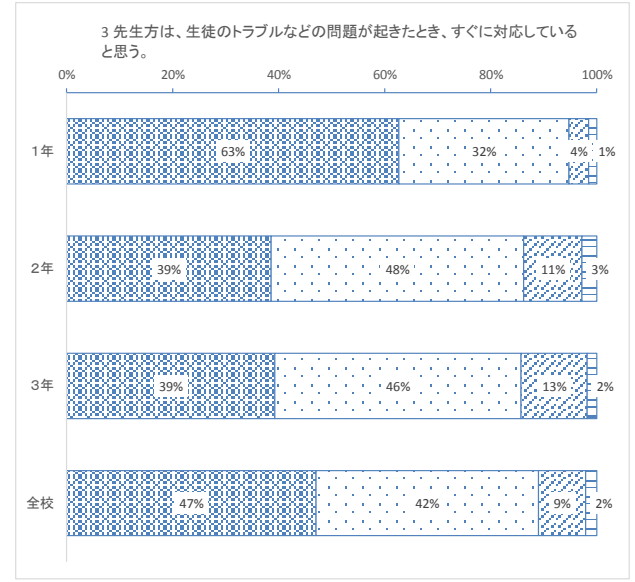 3 先生方は、生徒のトラブルなどの問題が起きたとき、すぐに対応している
と思う。
0% 20% 40% 60% 80% 100%
1年 63% 32% 4% 1%
2年 39% 48% 11% 3%
3年 39% 46% 13% 2%
全校 47% 42% 9% 2%